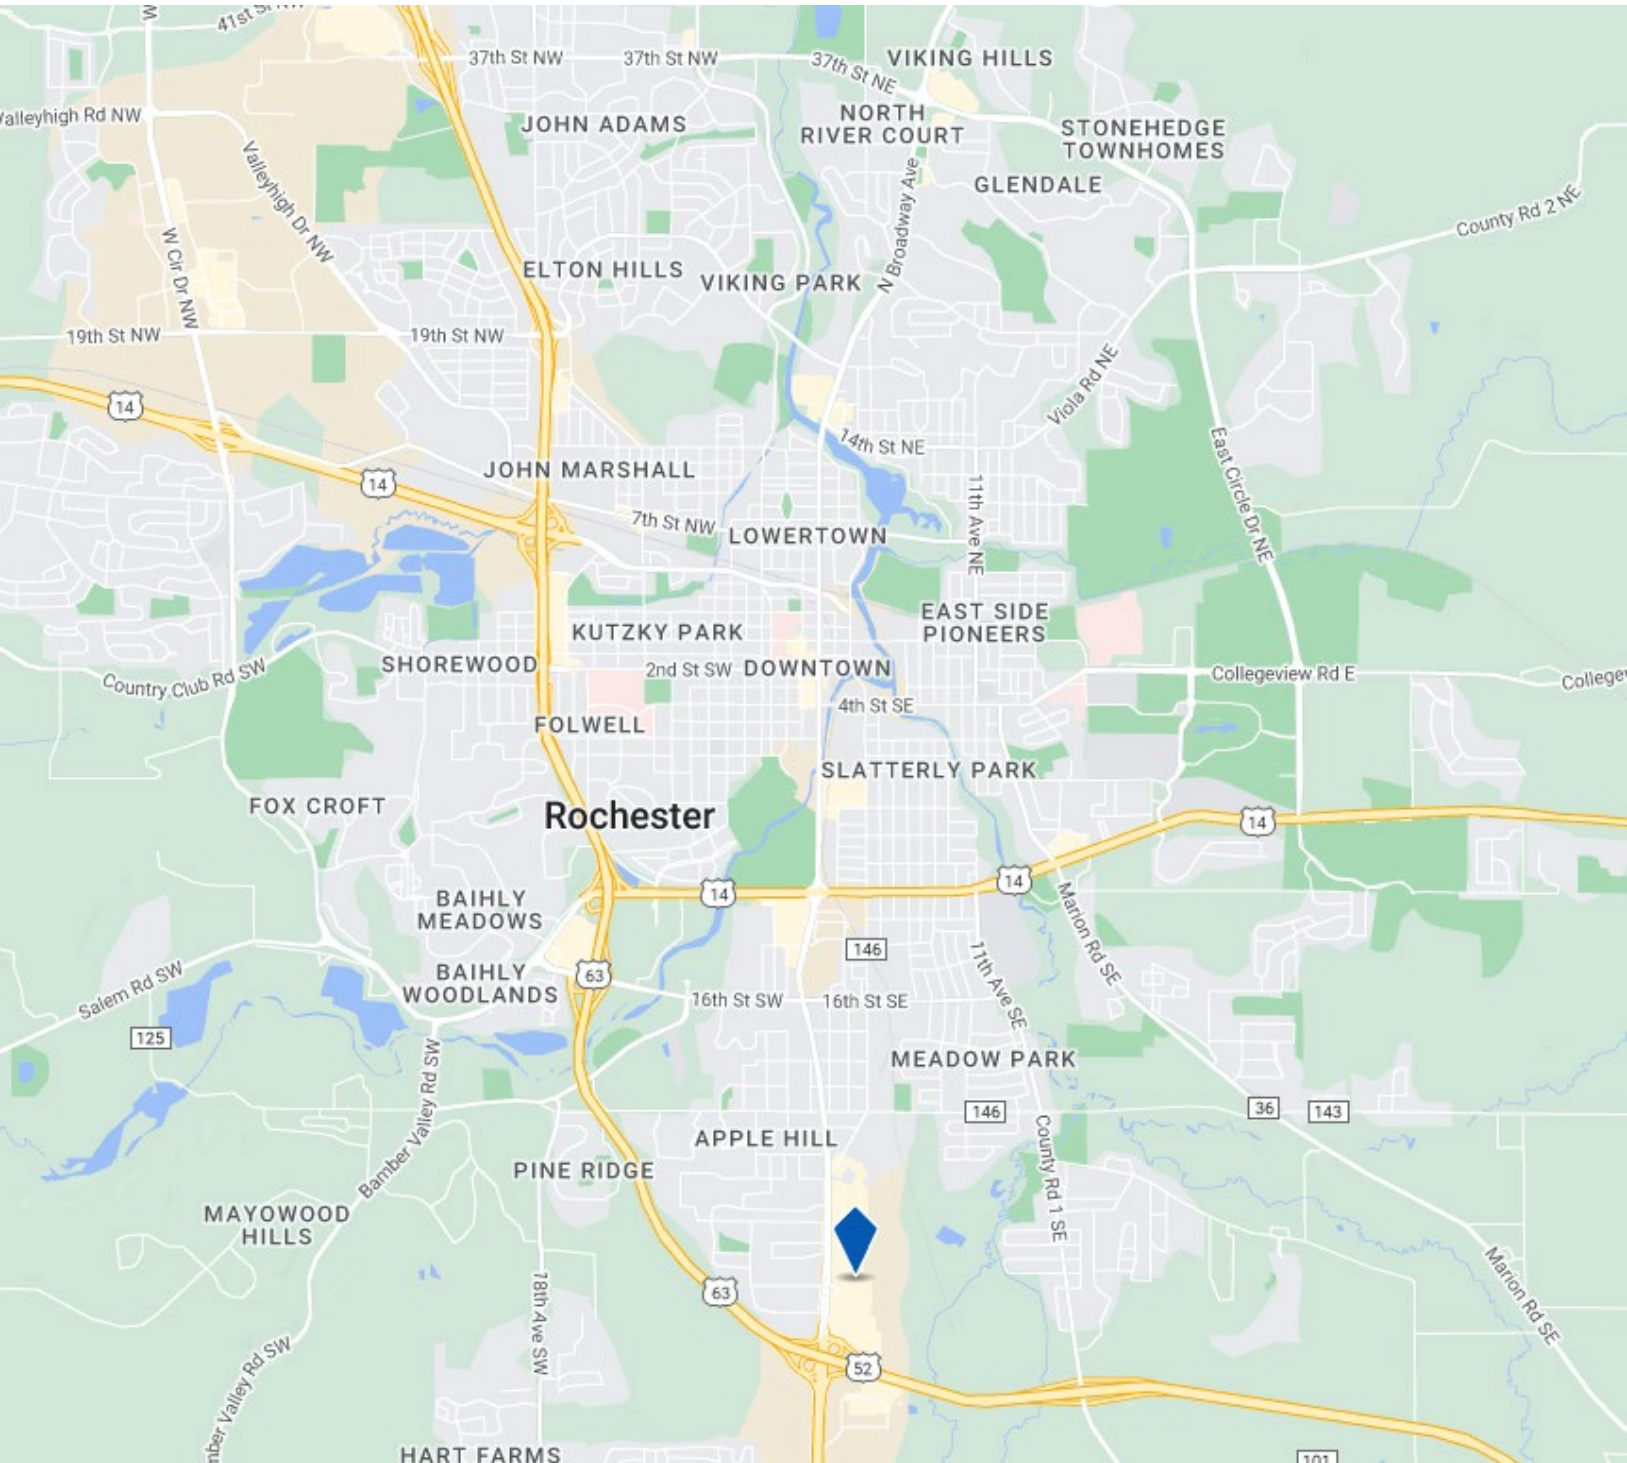 41st St NW
37th St NW
37th St NW
37th St NE
VIKING HILLS
Valleyhigh Rd NW
JOHN ADAMS
NORTH
RIVER COURT
STONEHEDGE
TOWNHOMES
Valleyhigh Dr NW
GLENDALE
N Broadway Ave
County Rd 2 NE
W Cir Dr NW
ELTON HILLS
VIKING PARK
19th St NW
19th St NW
Viola Rd NE
14
14th St NE
JOHN MARSHALL
14
11th Ave NE
East Circle Dr NE
7th St NW
LOWERTOWN
EAST SIDE
PIONEERS
KUTZKY PARK
SHOREWOOD
2nd St SW
DOWNTOWN
Country Club Rd SW
Collegeview Rd E
College
4th St SE
FOLWELL
SLATTERLY PARK
FOX CROFT
Rochester
14
14
14
BAIHLY
MEADOWS
Marion Rd SE
146
11th Ave SE
BAIHLY
WOODLANDS
63
Salem Rd SW
16th St SW
16th St SE
125
MEADOW PARK
Bamber Valley Rd SW
146
36
143
APPLE HILL
County Rd 1 SE
PINE RIDGE
MAYOWOOD
HILLS
63
18th Ave SW
Marion Rd SE
52
mber Valley Rd SW
HART FARMS
101